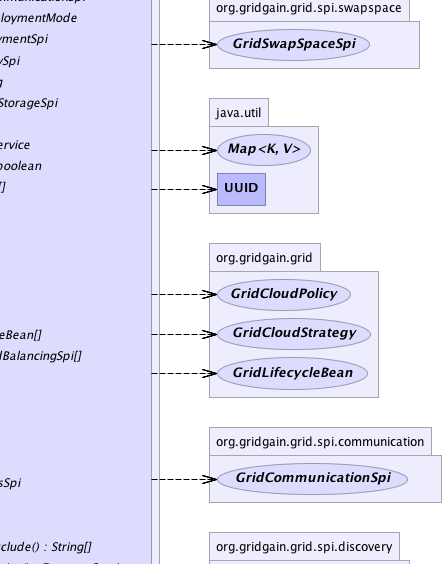 loymentMode
ymentSpi
ySpi
g
StorageSpi
ervice
boolean
[]
eBean[]
dBalancingSpi[]
sSpi
clude() : String[]
org.gridgain.grid.spi.swapspace
GridSwapSpaceSpi
java.util
Map<K, V>
UUID
org.gridgain.grid
GridCloudPolicy
GridCloudStrategy
GridLifecycleBean
org.gridgain.grid.spi.communication
GridCommunicationSpi
org.gridgain.grid.spi.discovery